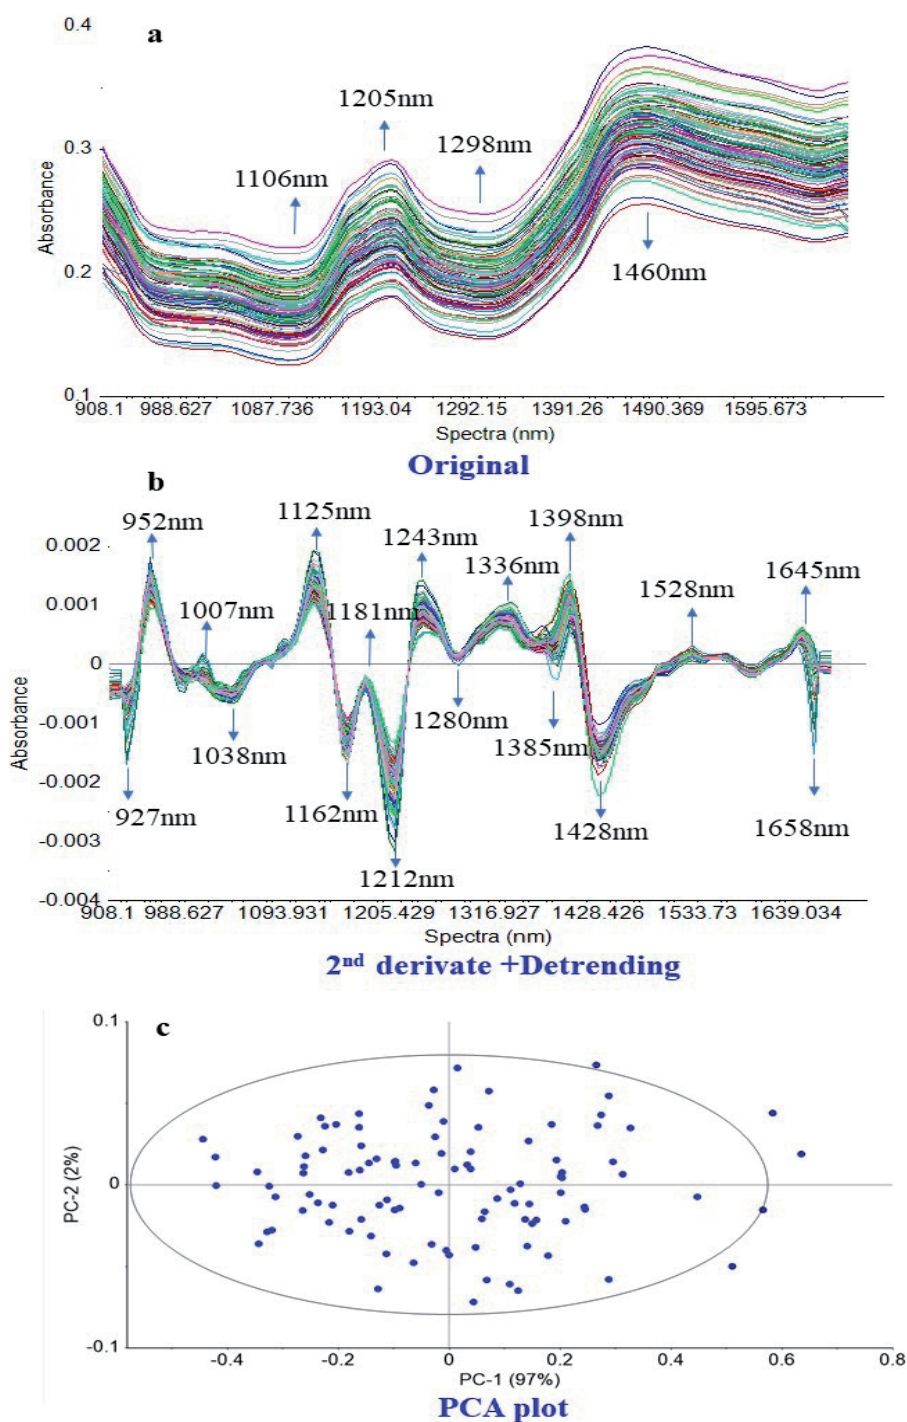 0.4
a
1205nm
1298nm
0.3
1106nm
Absorbance
0.2
1460nm
0.1
908.1 988.627 1087.736 1193.04 1292.15 1391.26 1490.369 1595.673
Spectra (nm)
Original
b
952nm 1125nm 1243nm 1398nm
0.002
1336nm
1645nm
1528nm
0.001
1007nm 1181nm
0
-0.001
1038nm 1280nm 1385nm
-0.002
927nm 1162nm 1428nm 1658nm
-0.003
1212nm
Absorbance
-0.004
908.1 988.627 1093.931 1205.429 1316.927 1428.426 1533.73 1639.034
Spectra (nm)
2nd derivate +Detrending
0.1
c
PC-2 (2%)
0
-0.1
-0.4 -0.2 0 0.2 0.4 0.6 0.8
PC-1 (97%)
PCA plot